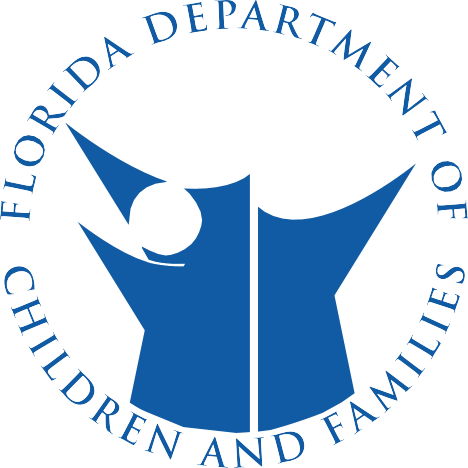 FLORIDA DEPARTMENT OF
CHILDREN AND FAMILIES